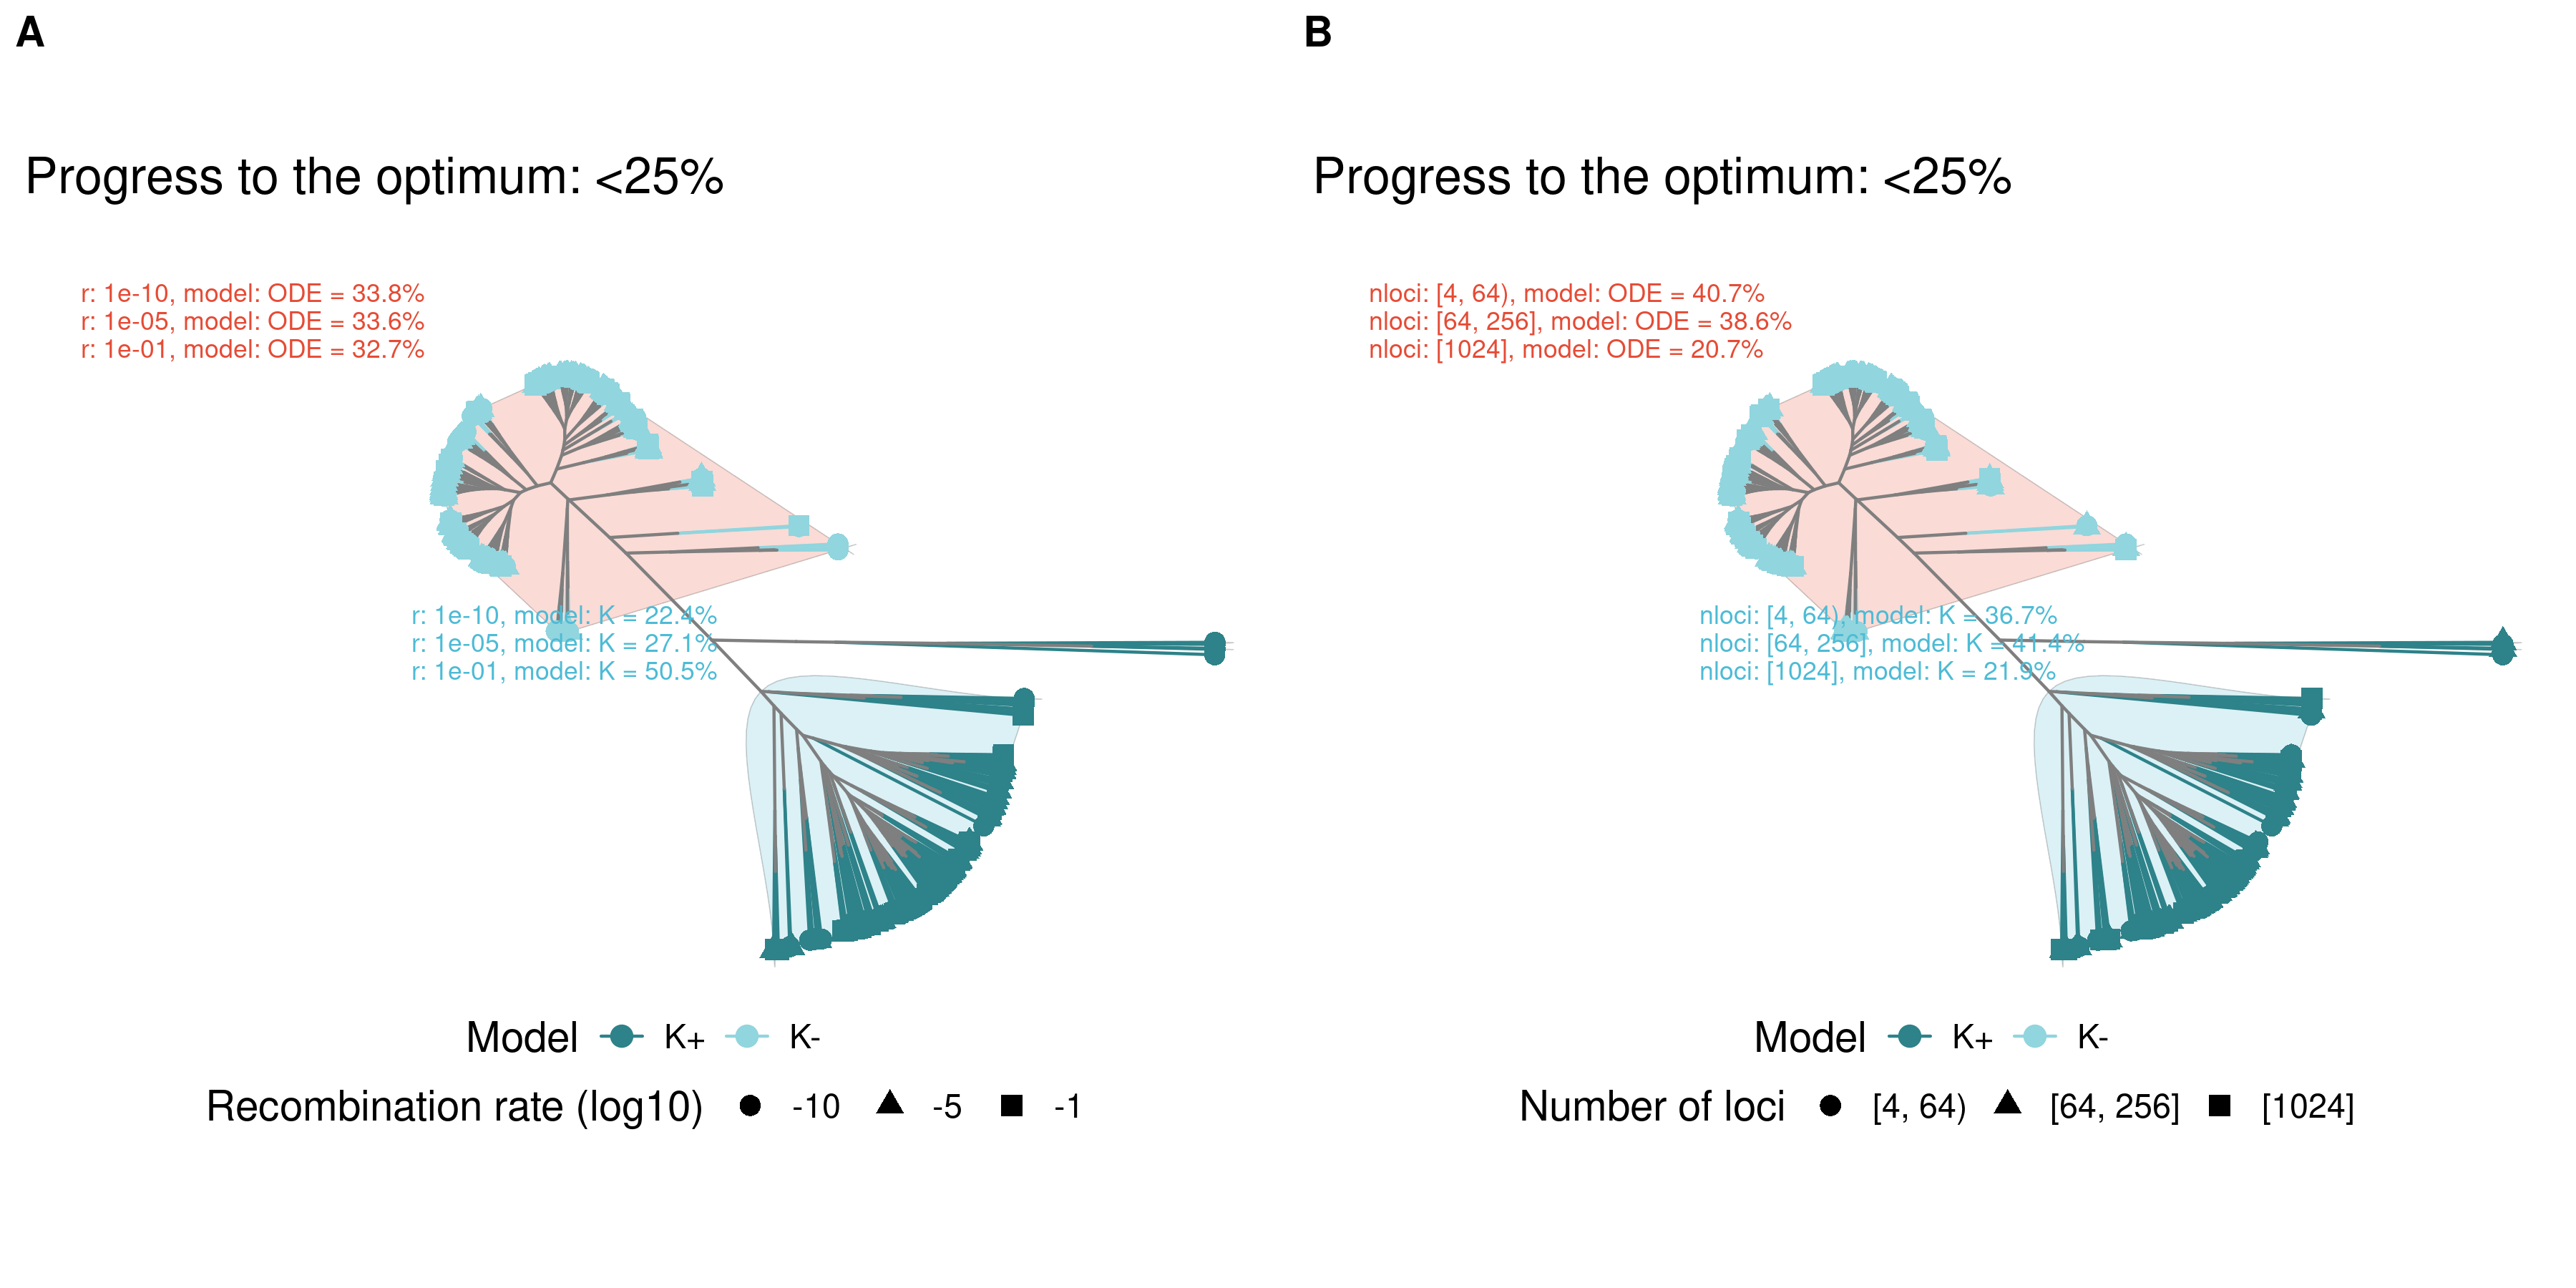 A
Progress to the optimum: <25%
r: 1e-10, model: ODE = 33.8%
r: 1e-05, model: ODE = 33.6%
r: 1e-01, model: ODE = 32.7%
r: 1e-10, model: K = 22.4%
r: 1e-05, model: K = 27.1%
r: 1e-01, model: K = 50.5%
Model K+ K-
Recombination rate (log10) -10 -5 -1
B
Progress to the optimum: <25%
nloci: [4, 64), model: ODE = 40.7%
nloci: [64, 256], model: ODE = 38.6%
nloci: [1024], model: ODE = 20.7%
nloci: [4, 64), model: K = 36.7%
nloci: [64, 256], model: K = 41.4%
nloci: [1024], model: K = 21.9%
Model K+ K-
Number of loci [4, 64) [64, 256] [1024]